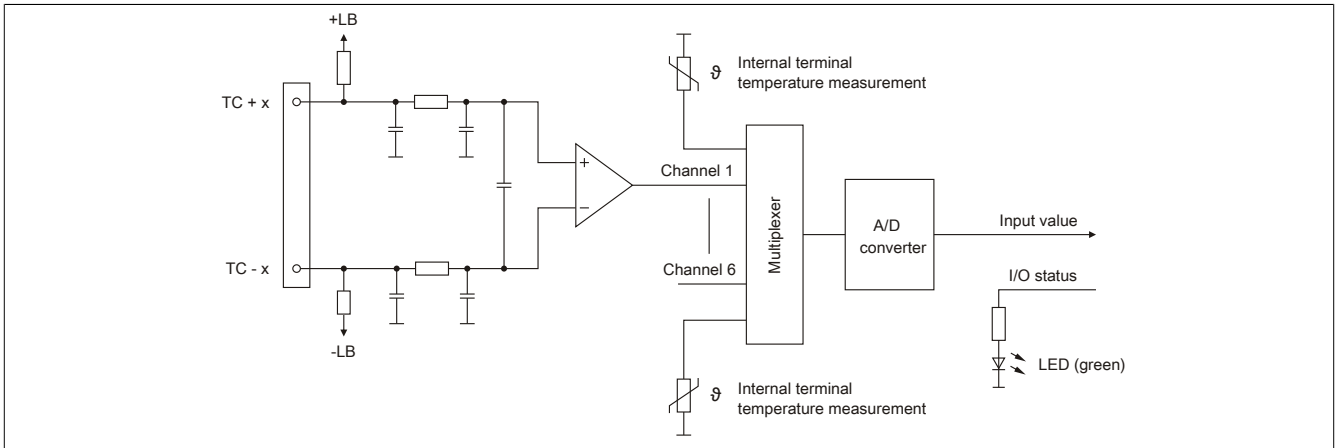 +LB
TC + x
TC - x
-LB
+
−
ϑ
Internal terminal
temperature measurement
Channel 1
Channel 6
Multiplexer
A/D
converter
Input value
I/O status
LED (green)
ϑ
Internal terminal
temperature measurement